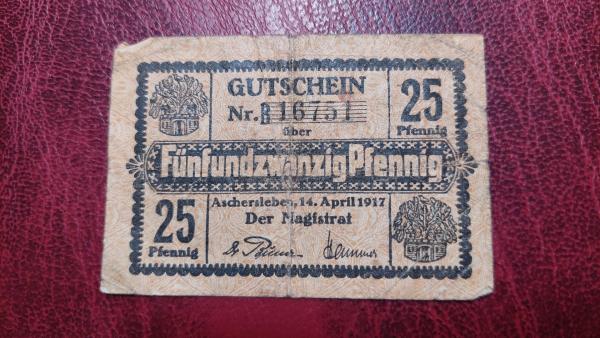 GUTSCHEIN
Nr. B 16751
über
25
Pfennig
Fünfundzwanzig Pfennig
Aschersleben, 14. April 1917
Der Magistrat
25
Pfennig